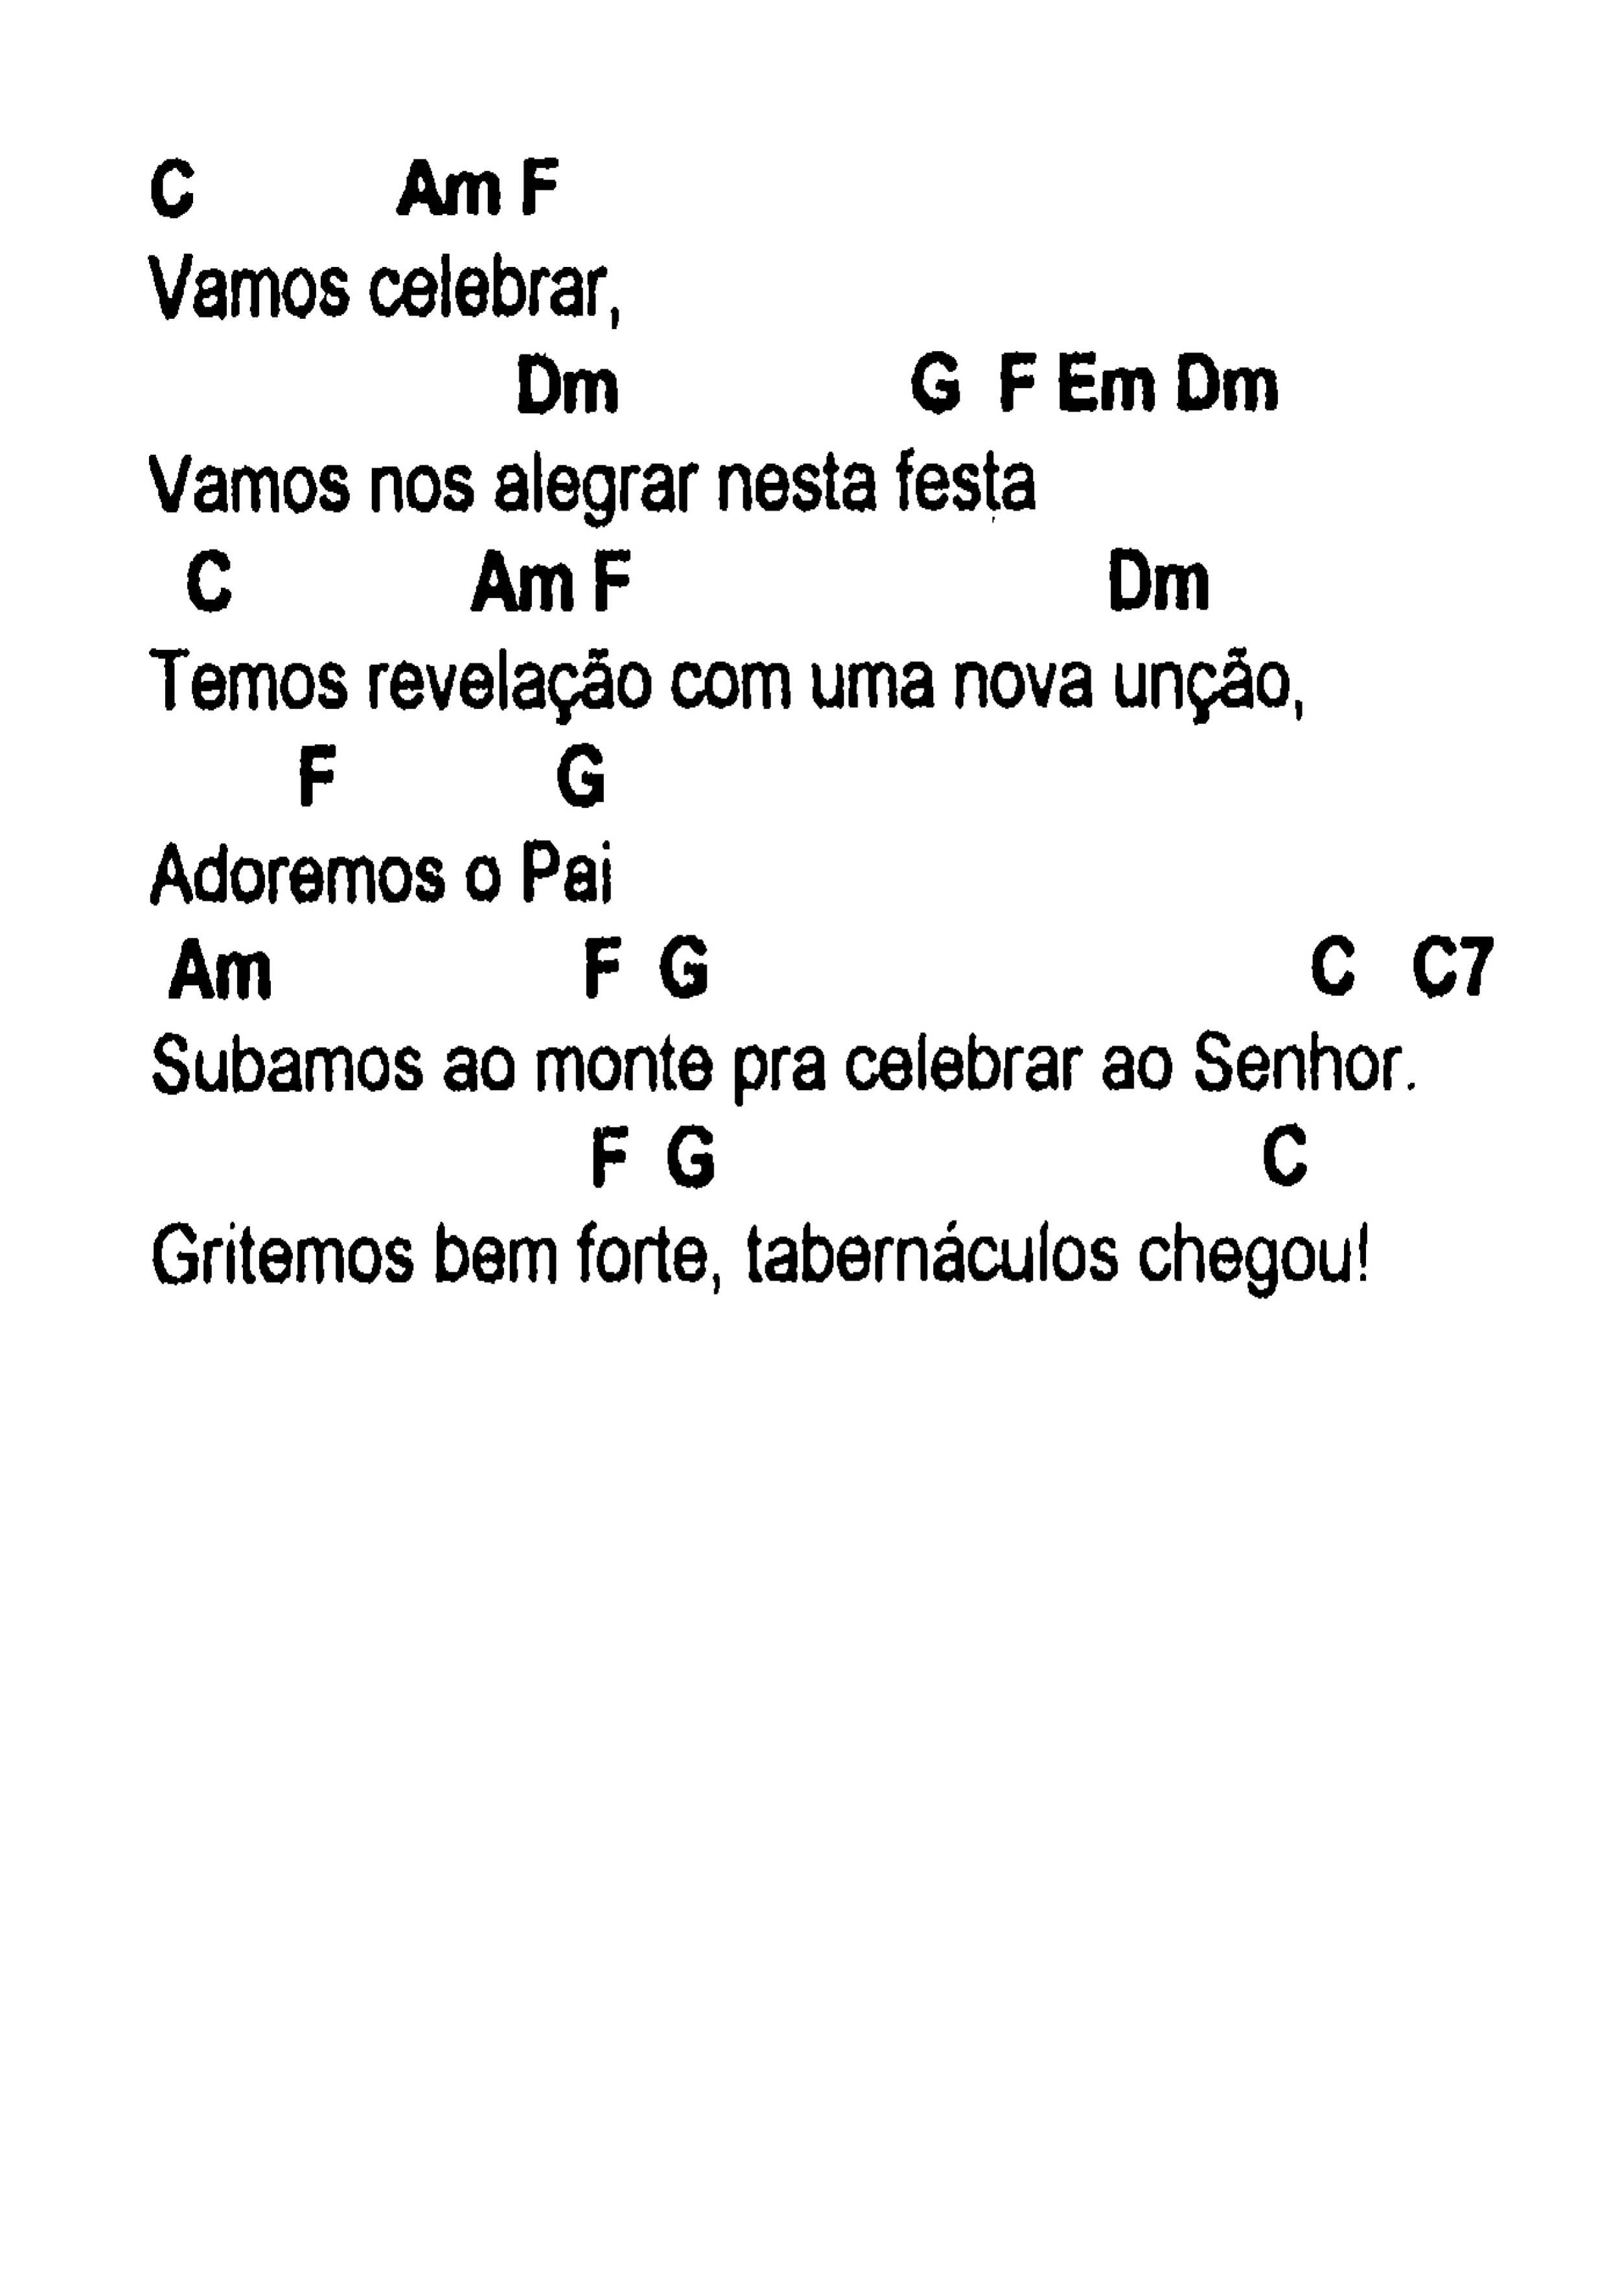 C Am F
Vamos celebrar,
Dm G F Em Dm
Vamos nos alegrar nesta festa
C Am F Dm
Temos revelação com uma nova unção,
F G
Adoremos o Pai
Am F G C C7
Subamos ao monte pra celebrar ao Senhor.
F G C
Gritemos bem forte, tabernáculos chegou!